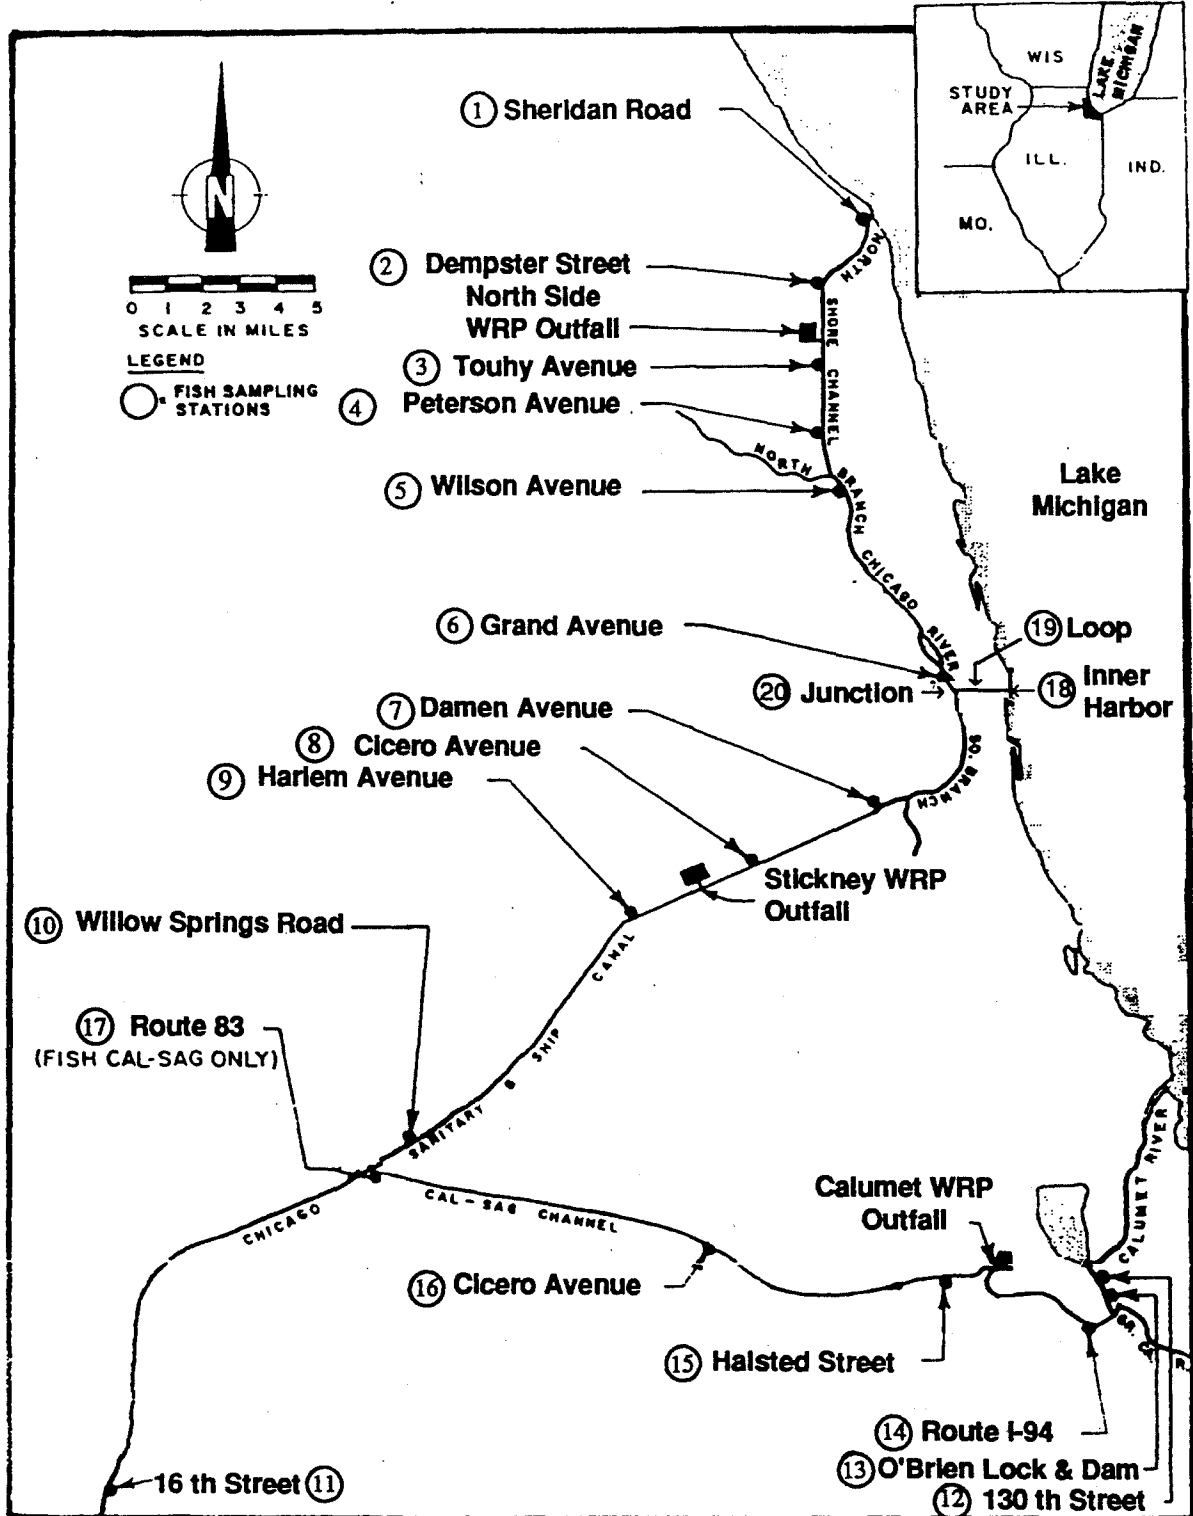 WIS
LAKE
MICHIGAN
STUDY
AREA
ILL.
IND.
MO.
1 Sheridan Road
N
0 1 2 3 4 5
SCALE IN MILES
LEGEND
FISH SAMPLING
STATIONS
2 Dempster Street
North Side
WRP Outfall
3 Touhy Avenue
4 Peterson Avenue
5 Wilson Avenue
NORTH
SHORE
CHANNEL
NORTH
BRANCH
CHICAGO
RIVER
Lake
Michigan
6 Grand Avenue
19 Loop
20 Junction
18 Inner
Harbor
7 Damen Avenue
8 Cicero Avenue
9 Harlem Avenue
SO. BRANCH
Stickney WRP
Outfall
10 Willow Springs Road
17 Route 83
(FISH CAL-SAG ONLY)
CHICAGO
SANITARY & SHIP
CANAL
CAL-SAG CHANNEL
Calumet WRP
Outfall
CALUMET RIVER
16 Cicero Avenue
15 Halsted Street
14 Route I-94
13 O'Brien Lock & Dam
12 130 th Street
16 th Street 11